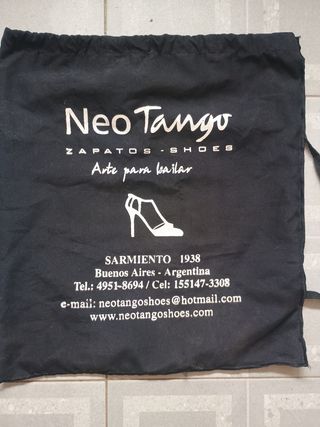 Neo Tango
ZAPATOS - SHOES
Arte para bailar
SARMIENTO 1938
Buenos Aires - Argentina
Tel.: 4951-8694 / Cel: 155147-3308
e-mail: neotangoshoes@hotmail.com
www.neotangoshoes.com